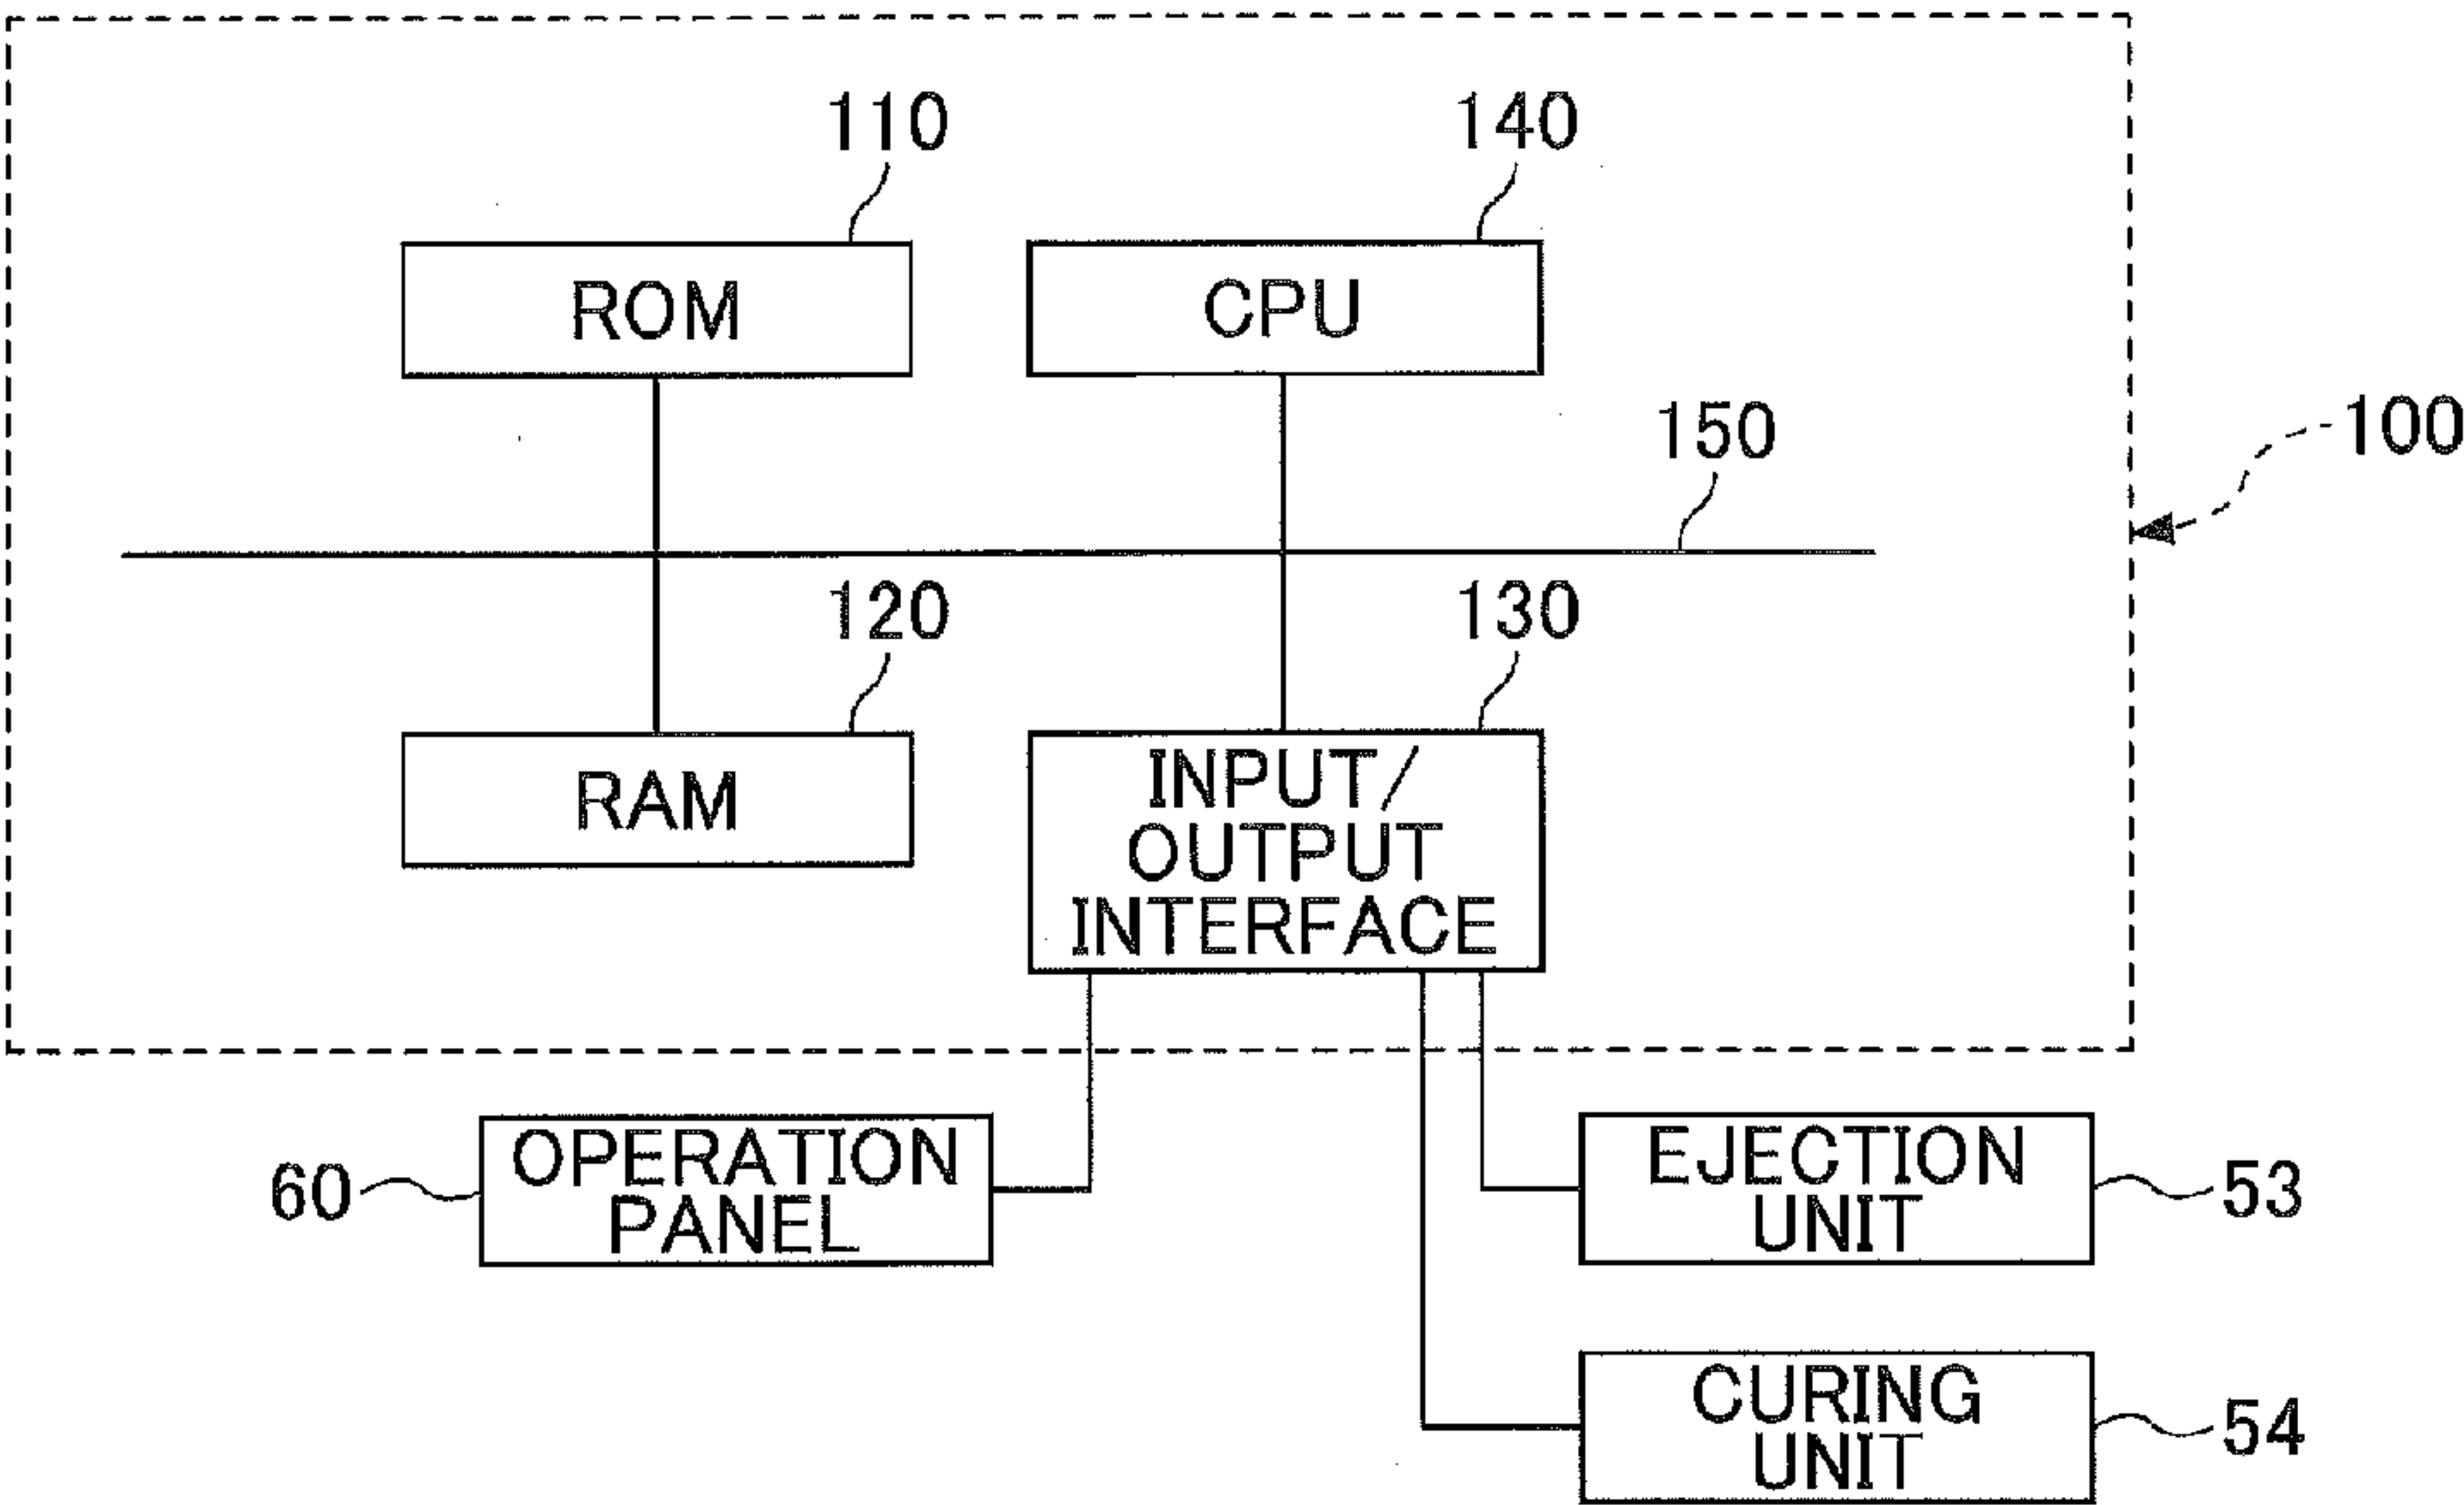 110
140
ROM
CPU
150
100
120
130
RAM
INPUT/
OUTPUT
INTERFACE
60
OPERATION
PANEL
EJECTION
UNIT
53
CURING
UNIT
54